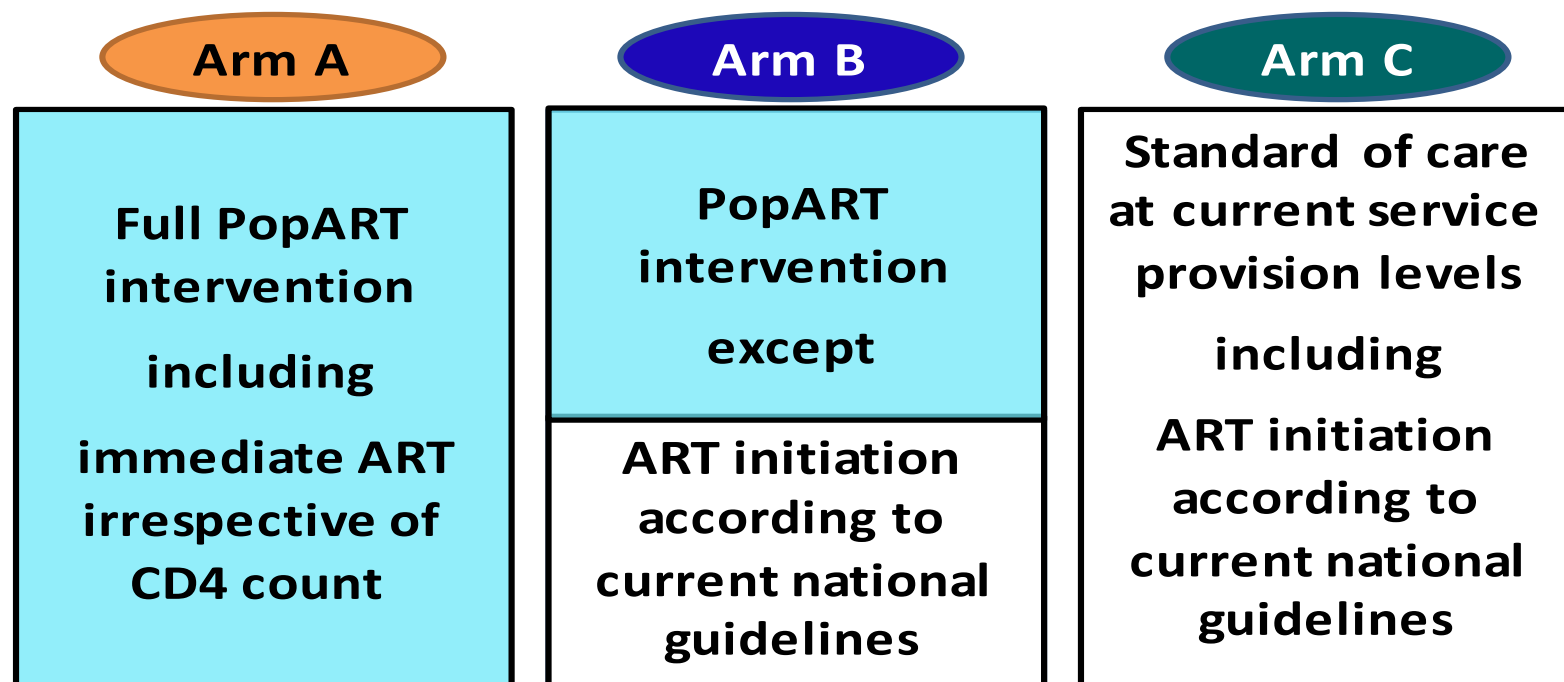 Arm A
Full PopART
intervention
including
immediate ART
irrespective of
CD4 count
Arm B
PopART
intervention
except
ART initiation
according to
current national
guidelines
Arm C
Standard of care
at current service
provision levels
including
ART initiation
according to
current national
guidelines